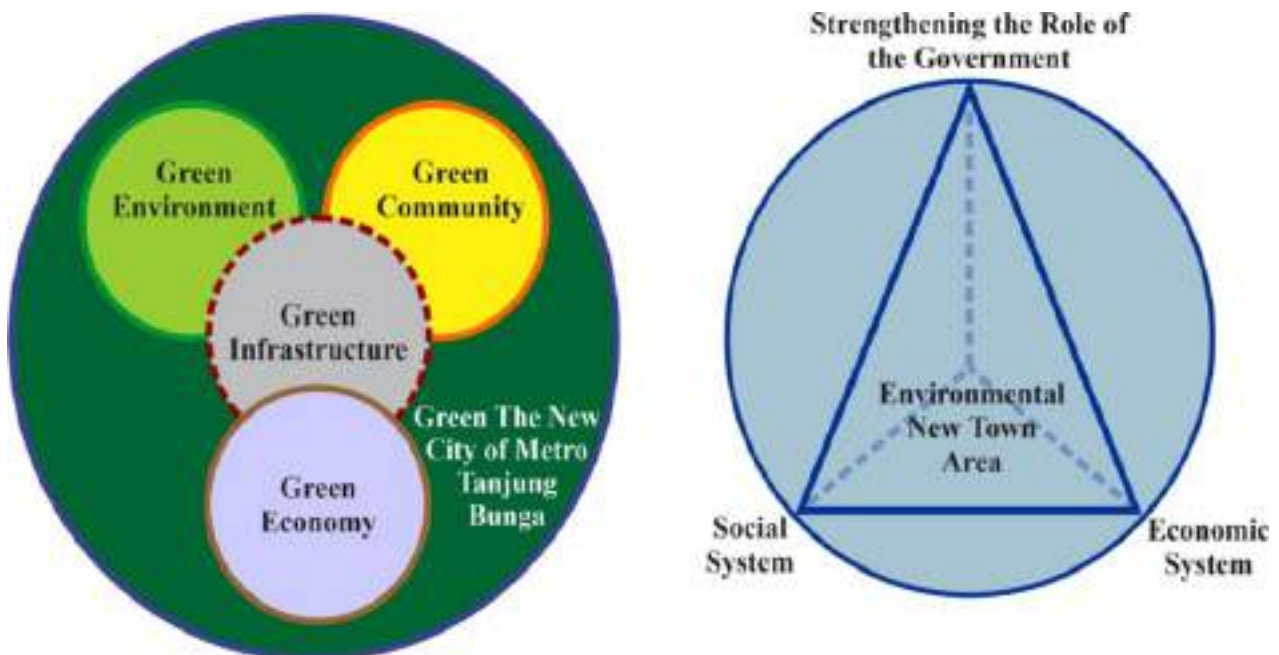 Green
Environment
Green
Community
Green
Infrastructure
Green The New
City of Metro
Tanjung
Bunga
Green
Economy
Strengthening the Role of
the Government
Environmental
New Town
Area
Social
System
Economic
System